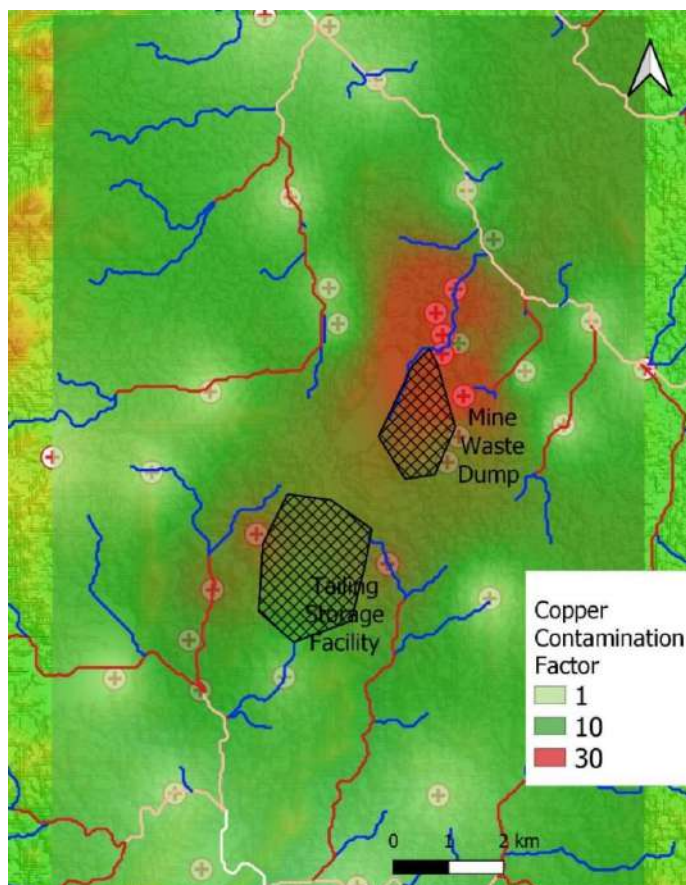 Mine
Waste
Dump
Tailing
Storage
Facility
Copper
Contamination
Factor
1
10
30
0 1 2 km